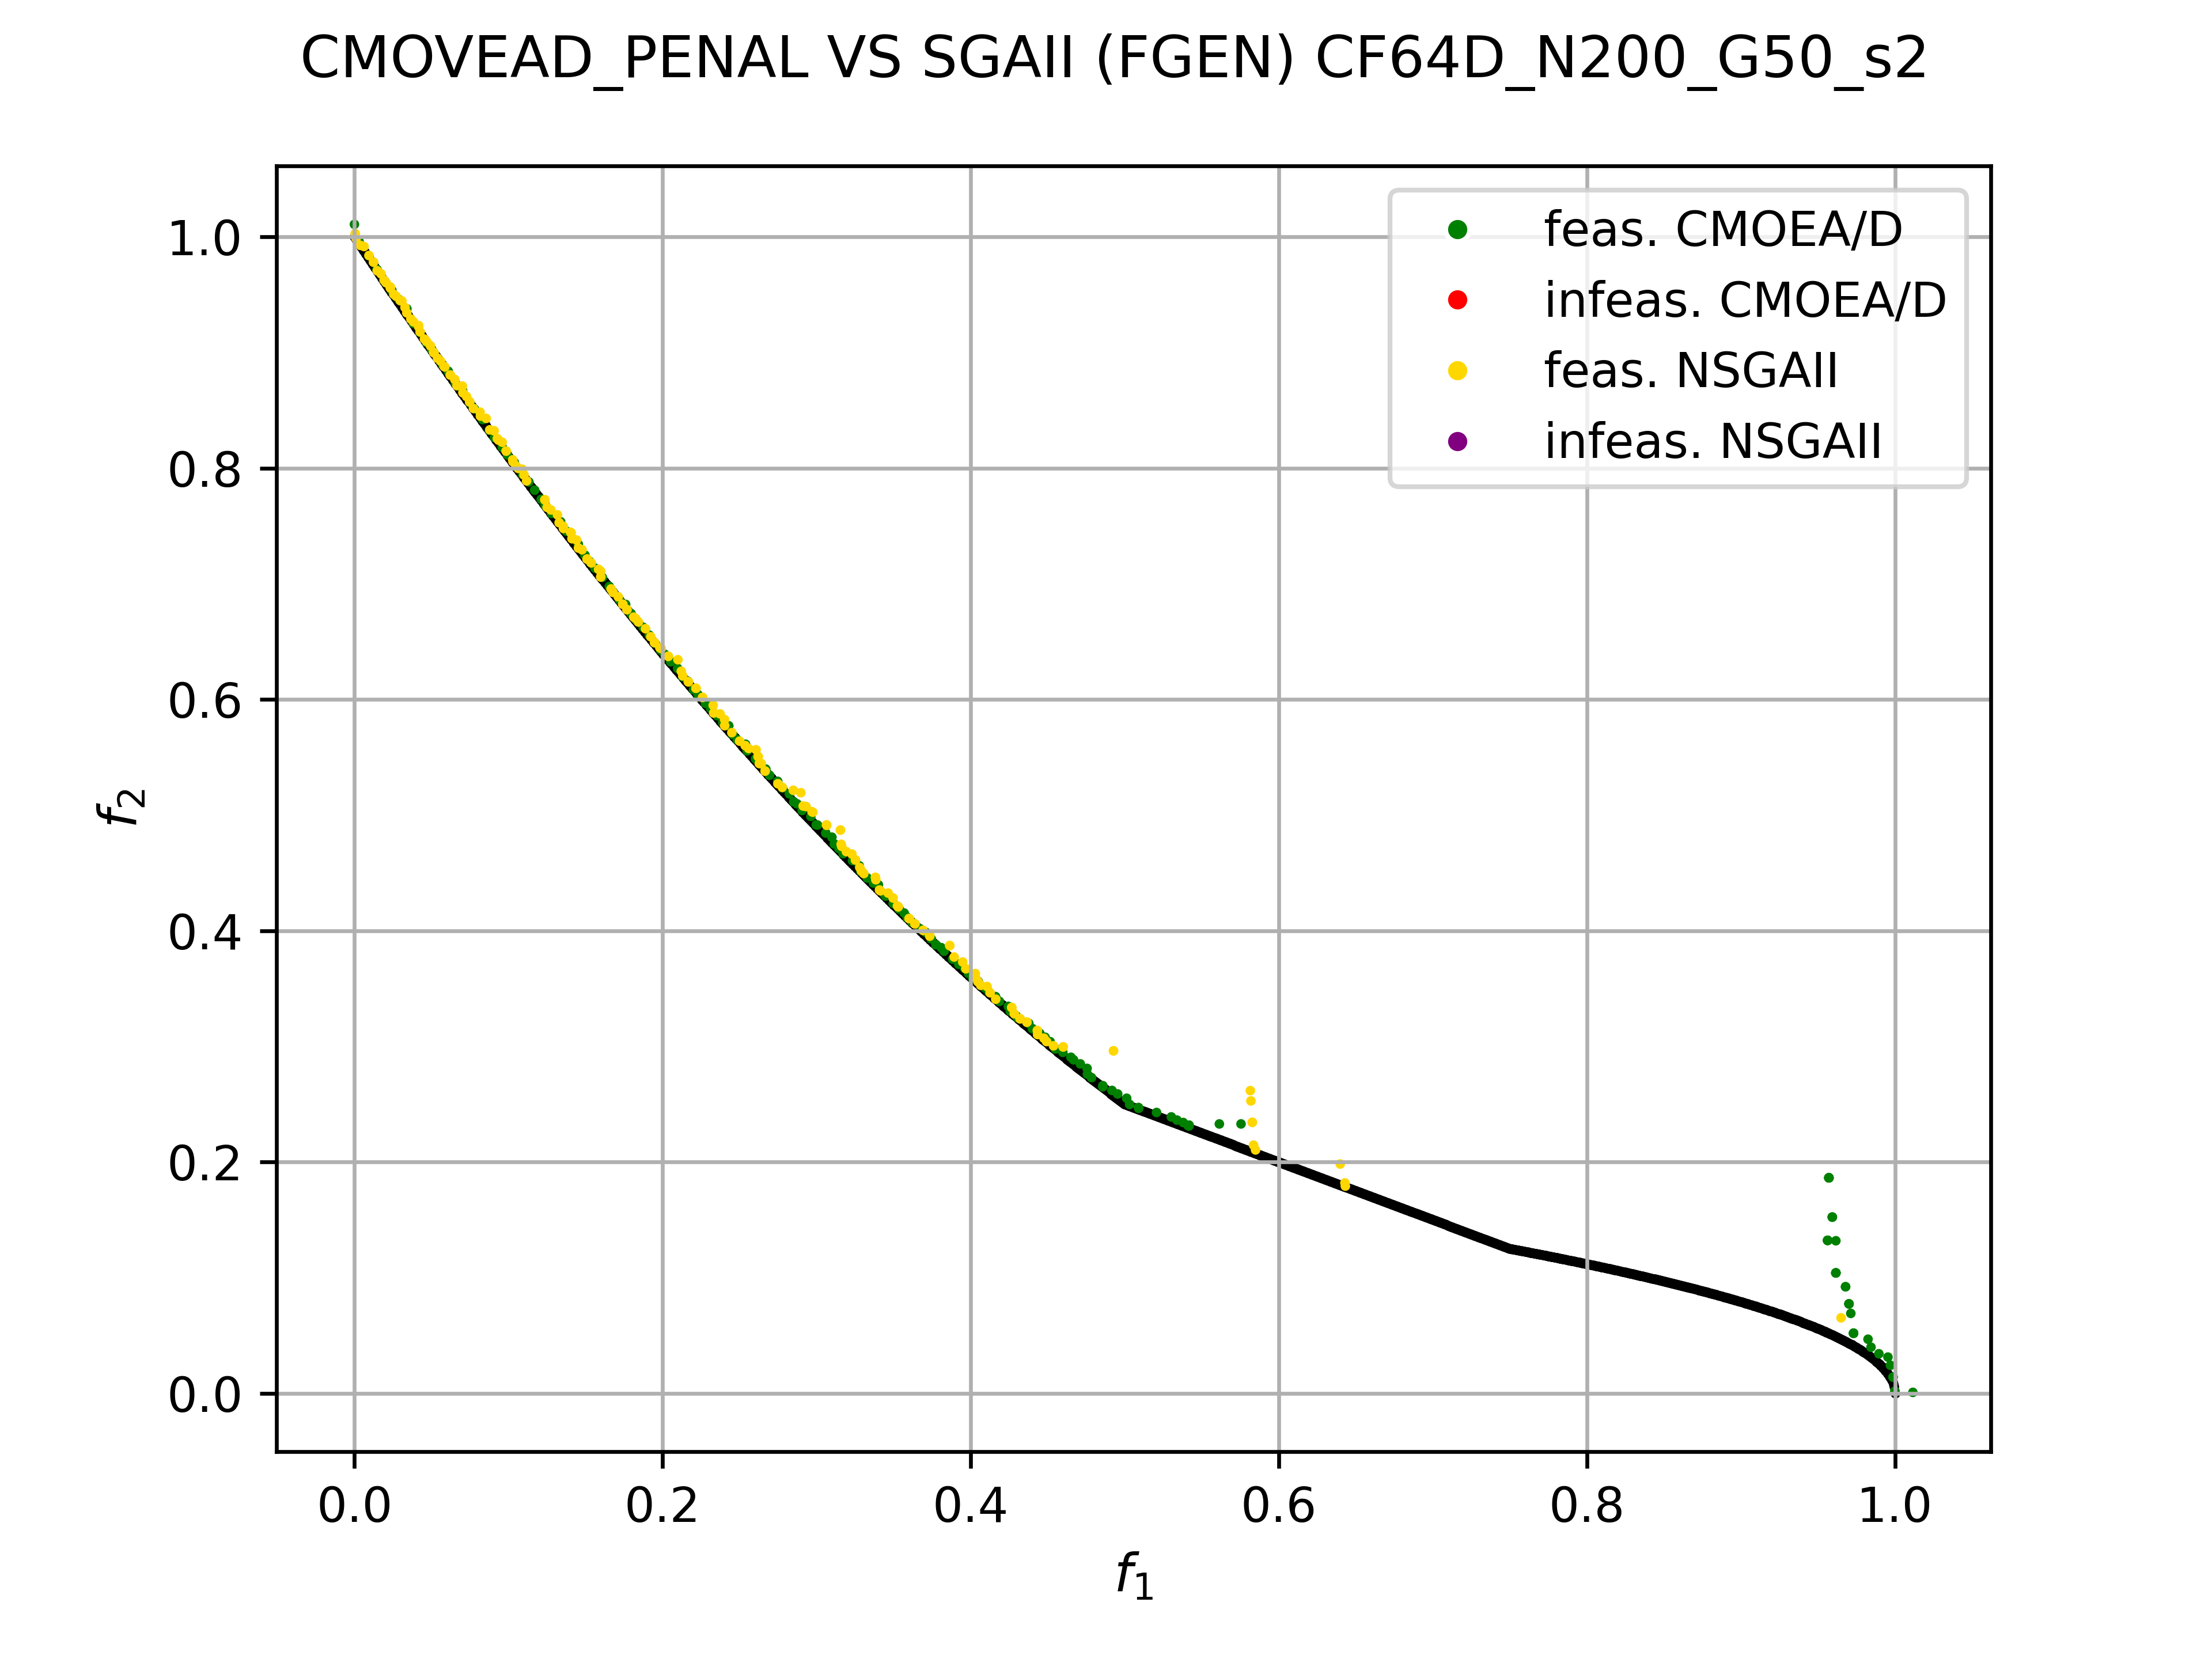 CMOVEAD_PENAL VS SGAII (FGEN) CF64D_N200_G50_s2
feas. CMOEA/D
infeas. CMOEA/D
feas. NSGAII
infeas. NSGAII
1.0
0.8
0.6
0.4
0.2
0.0
f2
0.0 0.2 0.4 0.6 0.8 1.0
f1